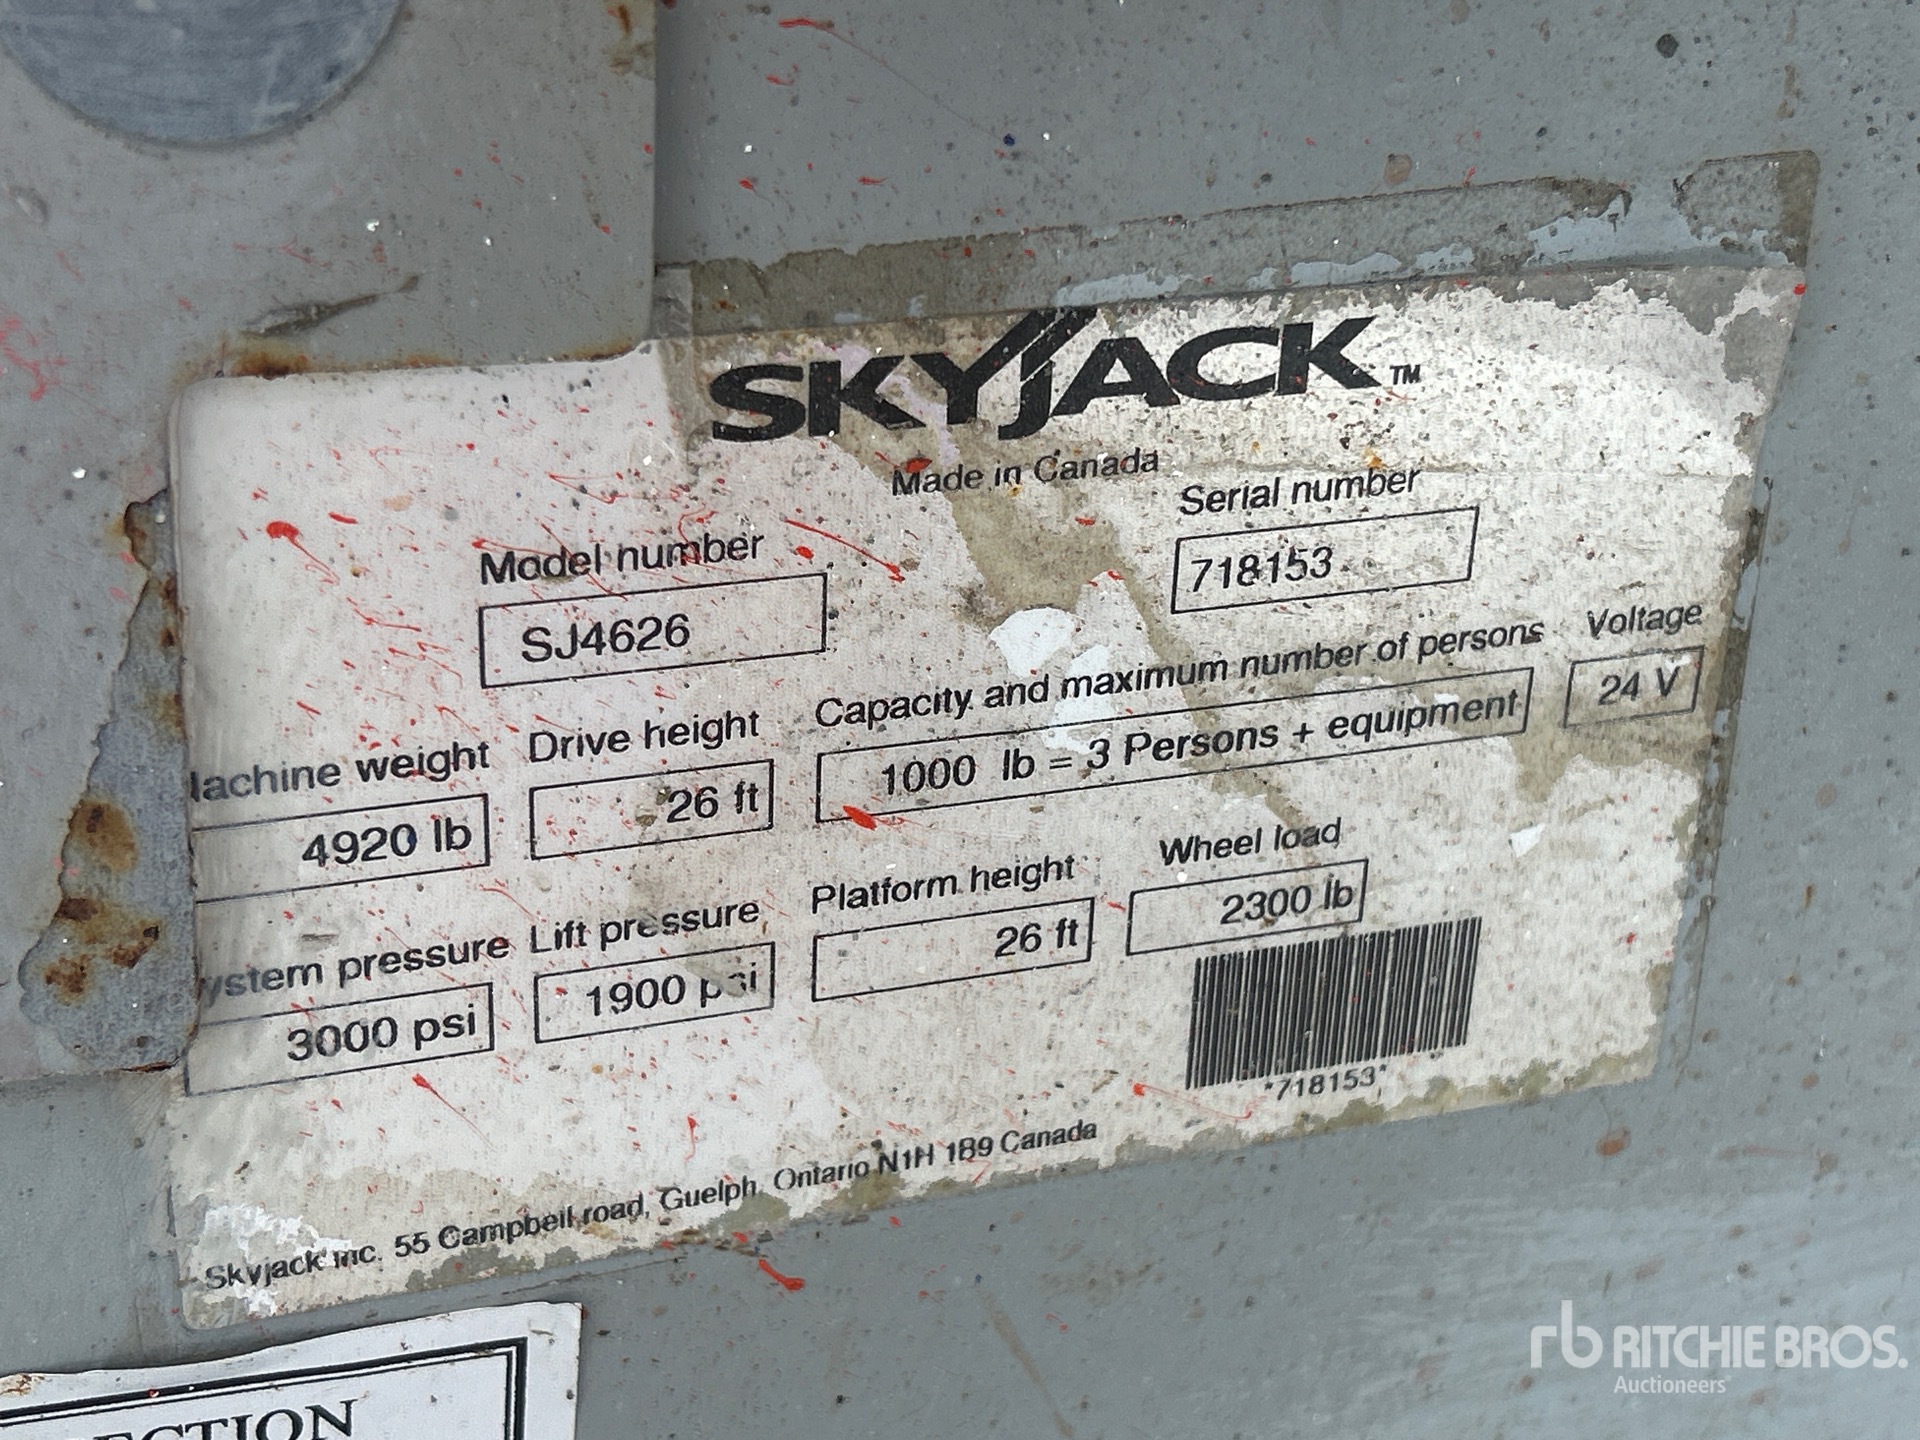 SKYJACK™
Made in Canada
Model number
Serial number
SJ4626
718153
achine weight
Drive height
Capacity and maximum number of persons
Voltage
4920 lb
26 ft
1000 lb = 3 Persons + equipment
24 V
ystem pressure
Lift pressure
Platform height
Wheel load
3000 psi
1900 psi
26 ft
2300 lb
*718153*
Skyjack Inc. 55 Campbell road, Guelph, Ontario N1H 1B9 Canada
ECTION
rb RITCHIE BROS.
Auctioneers